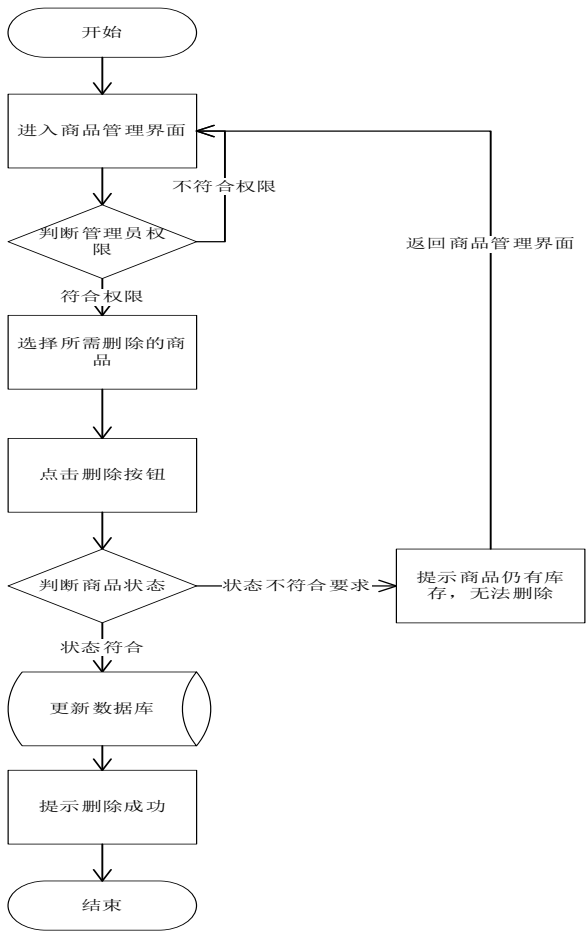 开始
进入商品管理界面
不符合权限
判断管理员权
限
返回商品管理界面
符合权限
选择所需删除的商
品
点击删除按钮
判断商品状态
状态不符合要求
提示商品仍有库
存，无法删除
状态符合
更新数据库
提示删除成功
结束